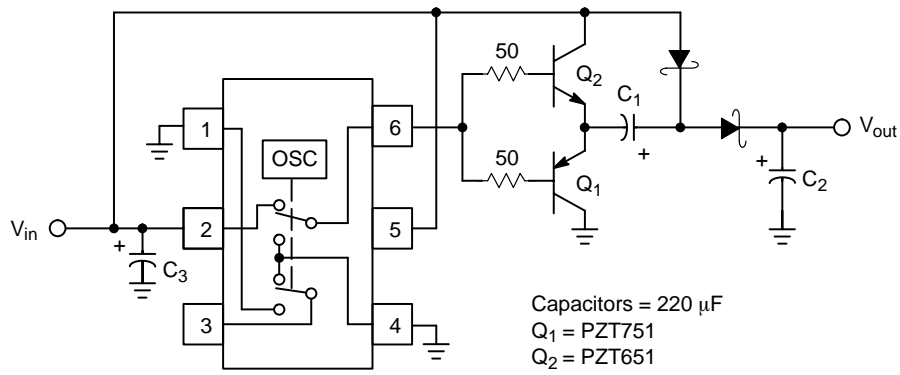 50
Q2
C1
Vout
1
6
OSC
50
Q1
C2
Vin
2
5
C3
3
4
Capacitors = 220 μF
Q1 = PZT751
Q2 = PZT651
+
+
+